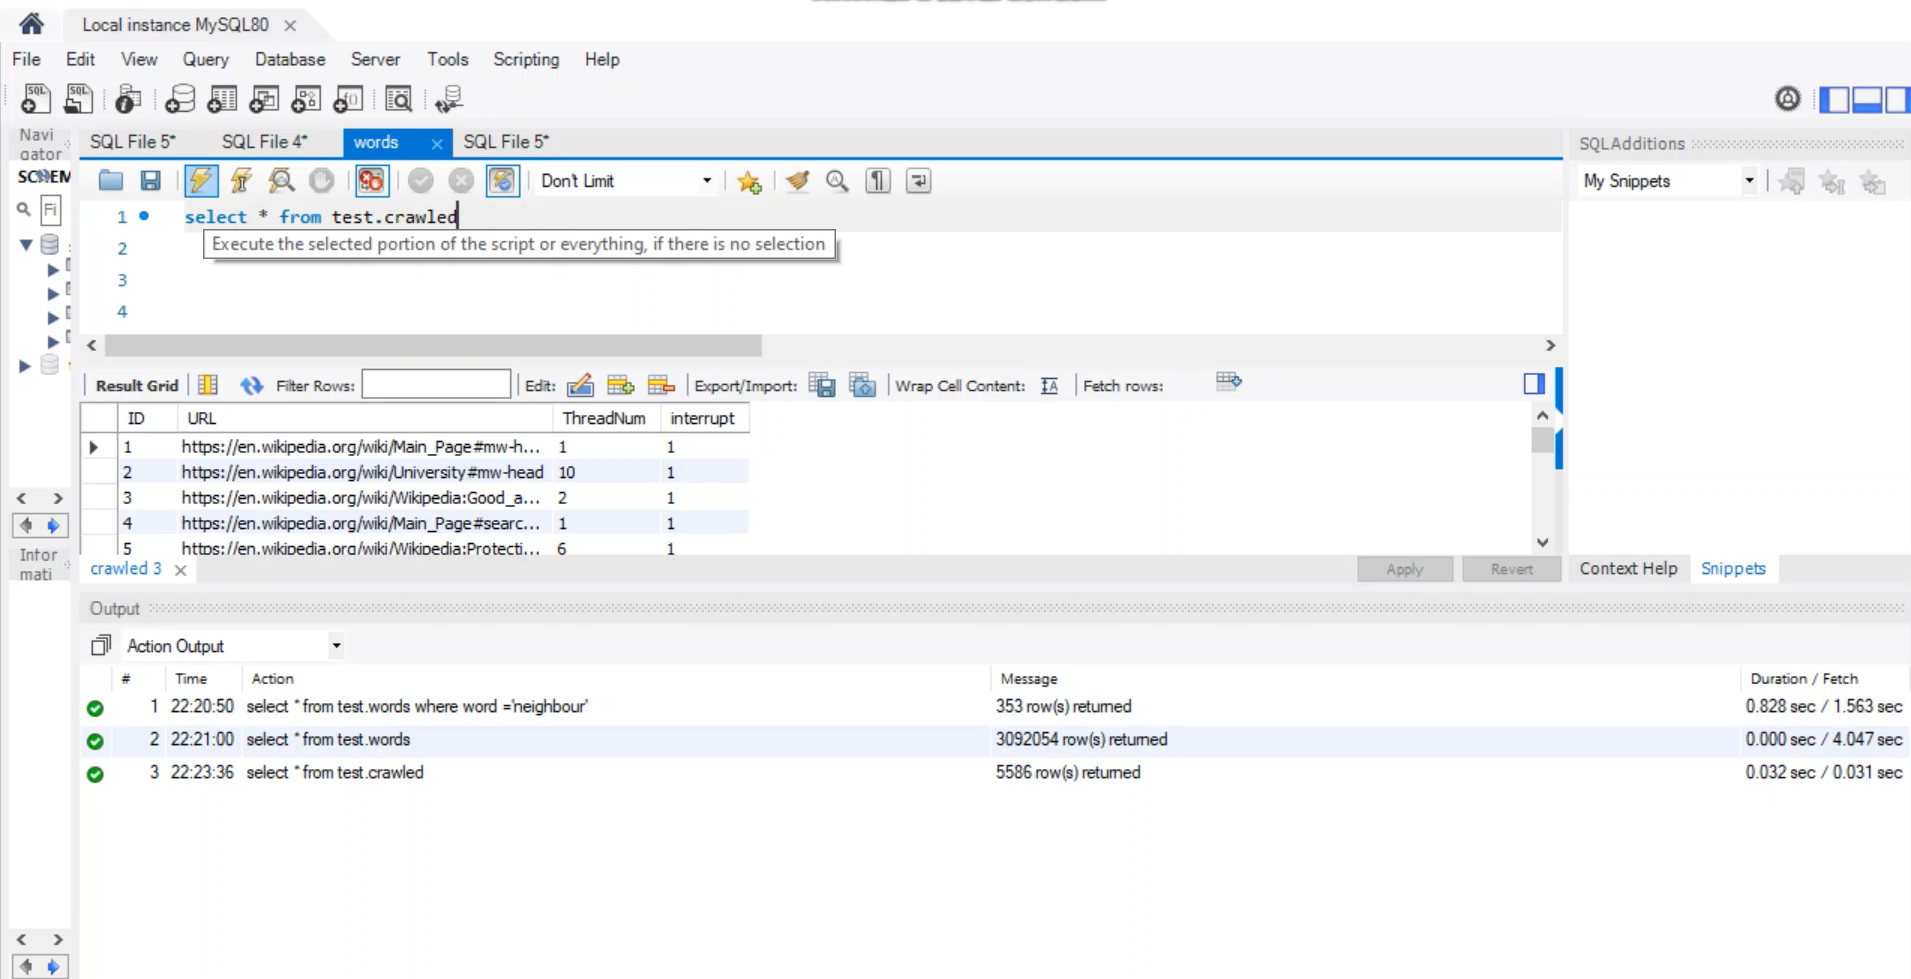 Local instance MySQL80
File Edit View Query Database Server Tools Scripting Help
Navi
gator
SQL File 5* SQL File 4* words SQL File 5*
SQLAdditions
Don't Limit
My Snippets
Fi
1 select * from test.crawled
Execute the selected portion of the script or everything, if there is no selection
2
3
4
Result Grid Filter Rows: Edit: Export/Import: Wrap Cell Content: Fetch rows:
ID URL ThreadNum interrupt
1 https://en.wikipedia.org/wiki/Main_Page#mw-h... 1 1
2 https://en.wikipedia.org/wiki/University#mw-head 10 1
3 https://en.wikipedia.org/wiki/Wikipedia:Good_a... 2 1
4 https://en.wikipedia.org/wiki/Main_Page#searc... 1 1
5 https://en.wikipedia.org/wiki/Wikipedia:Protecti... 6 1
Infor
mati
crawled 3
Apply Revert
Context Help Snippets
Output
Action Output
# Time Action Message Duration / Fetch
1 22:20:50 select * from test.words where word ='neighbour' 353 row(s) returned 0.828 sec / 1.563 sec
2 22:21:00 select * from test.words 3092054 row(s) returned 0.000 sec / 4.047 sec
3 22:23:36 select * from test.crawled 5586 row(s) returned 0.032 sec / 0.031 sec